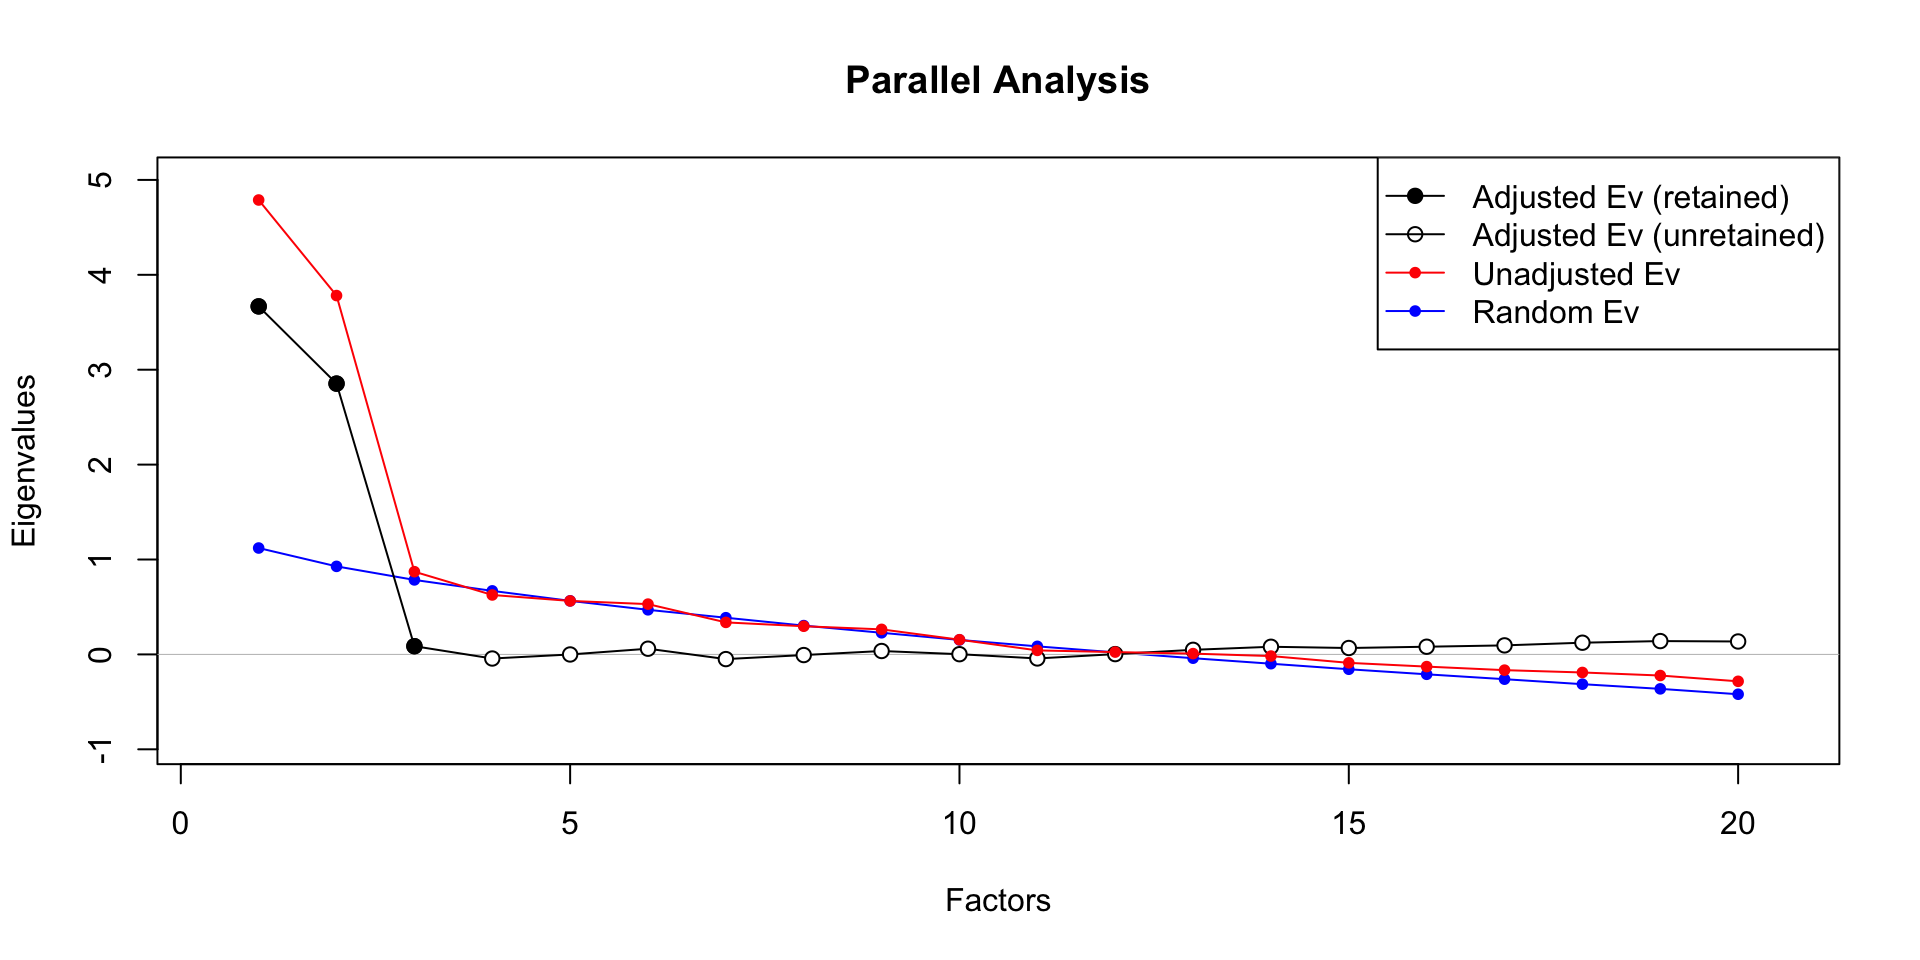 Parallel Analysis
Adjusted Ev (retained)
Adjusted Ev (unretained)
Unadjusted Ev
Random Ev
Eigenvalues
5
4
3
2
1
0
-1
0 5 10 15 20
Factors